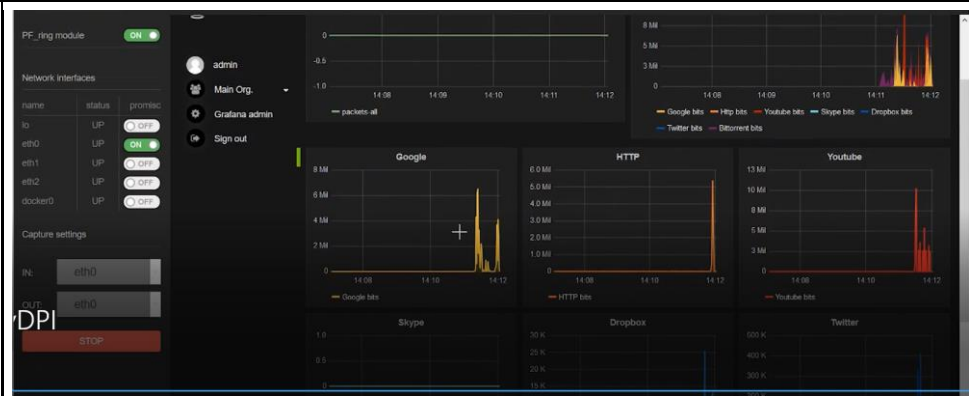 PF_ring module ON
Network interfaces
name status promisc
lo UP OFF
eth0 UP ON
eth1 UP OFF
eth2 UP OFF
docker0 UP OFF
Capture settings
IN: eth0
OUT: eth0
DPI
STOP
admin
Main Org.
Grafana admin
Sign out
0
-0.5
-1.0
14:08 14:09 14:10 14:11 14:12
packets-all
8 Mil
5 Mil
3 Mil
0
14:08 14:09 14:10 14:11 14:12
Google bits Http bits Youtube bits Skype bits Dropbox bits
Twitter bits Bittorrent bits
Google
8 Mil
6 Mil
4 Mil
2 Mil
0
14:08 14:10 14:12
Google bits
HTTP
6.0 Mil
5.0 Mil
4.0 Mil
3.0 Mil
2.0 Mil
1.0 Mil
0
14:08 14:10 14:12
HTTP bits
Youtube
13 Mil
10 Mil
8 Mil
5 Mil
3 Mil
0
14:08 14:10 14:12
Youtube bits
Skype
1.0
0.5
0
Dropbox
30 K
25 K
20 K
15 K
Twitter
500 K
400 K
300 K